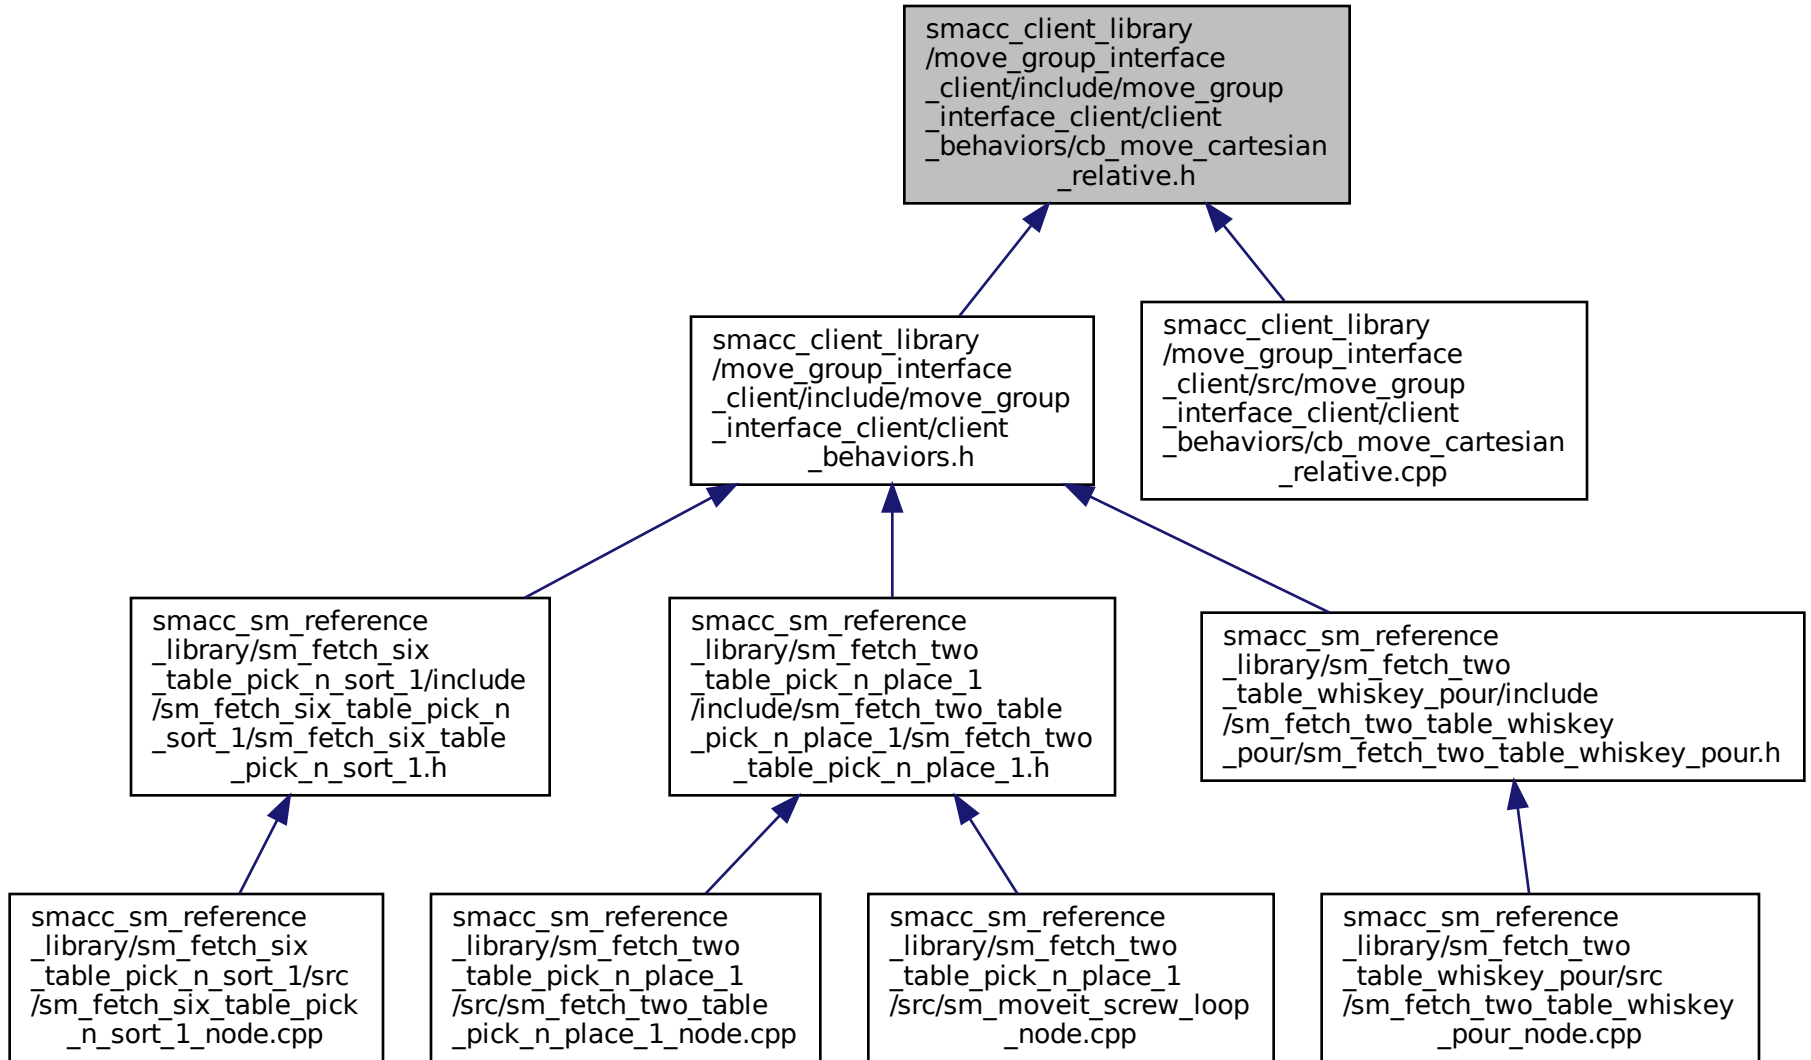 smacc_client_library
/move_group_interface
_client/include/move_group
_interface_client/client
_behaviors/cb_move_cartesian
_relative.h
smacc_client_library
/move_group_interface
_client/include/move_group
_interface_client/client
_behaviors.h
smacc_client_library
/move_group_interface
_client/src/move_group
_interface_client/client
_behaviors/cb_move_cartesian
_relative.cpp
smacc_sm_reference
_library/sm_fetch_six
_table_pick_n_sort_1/include
/sm_fetch_six_table_pick_n
_sort_1/sm_fetch_six_table
_pick_n_sort_1.h
smacc_sm_reference
_library/sm_fetch_two
_table_pick_n_place_1
/include/sm_fetch_two_table
_pick_n_place_1/sm_fetch_two
_table_pick_n_place_1.h
smacc_sm_reference
_library/sm_fetch_two
_table_whiskey_pour/include
/sm_fetch_two_table_whiskey
_pour/sm_fetch_two_table_whiskey_pour.h
smacc_sm_reference
_library/sm_fetch_six
_table_pick_n_sort_1/src
/sm_fetch_six_table_pick
_n_sort_1_node.cpp
smacc_sm_reference
_library/sm_fetch_two
_table_pick_n_place_1
/src/sm_fetch_two_table
_pick_n_place_1_node.cpp
smacc_sm_reference
_library/sm_fetch_two
_table_pick_n_place_1
/src/sm_moveit_screw_loop
_node.cpp
smacc_sm_reference
_library/sm_fetch_two
_table_whiskey_pour/src
/sm_fetch_two_table_whiskey
_pour_node.cpp